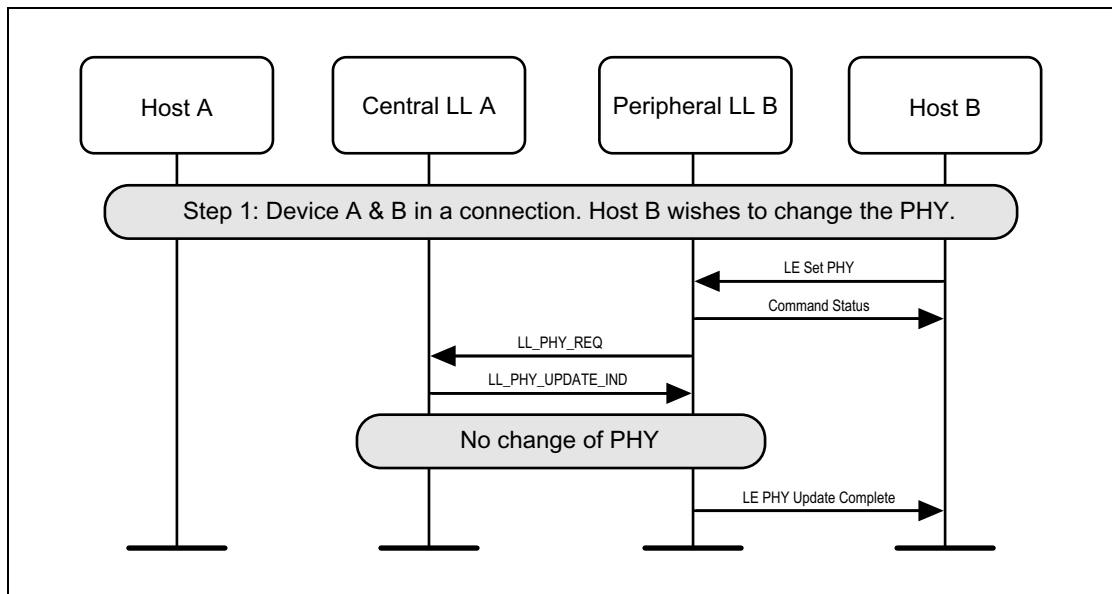 Host A
Central LL A
Peripheral LL B
Host B
Step 1: Device A & B in a connection. Host B wishes to change the PHY.
LE Set PHY
Command Status
LL_PHY_REQ
LL_PHY_UPDATE_IND
No change of PHY
LE PHY Update Complete